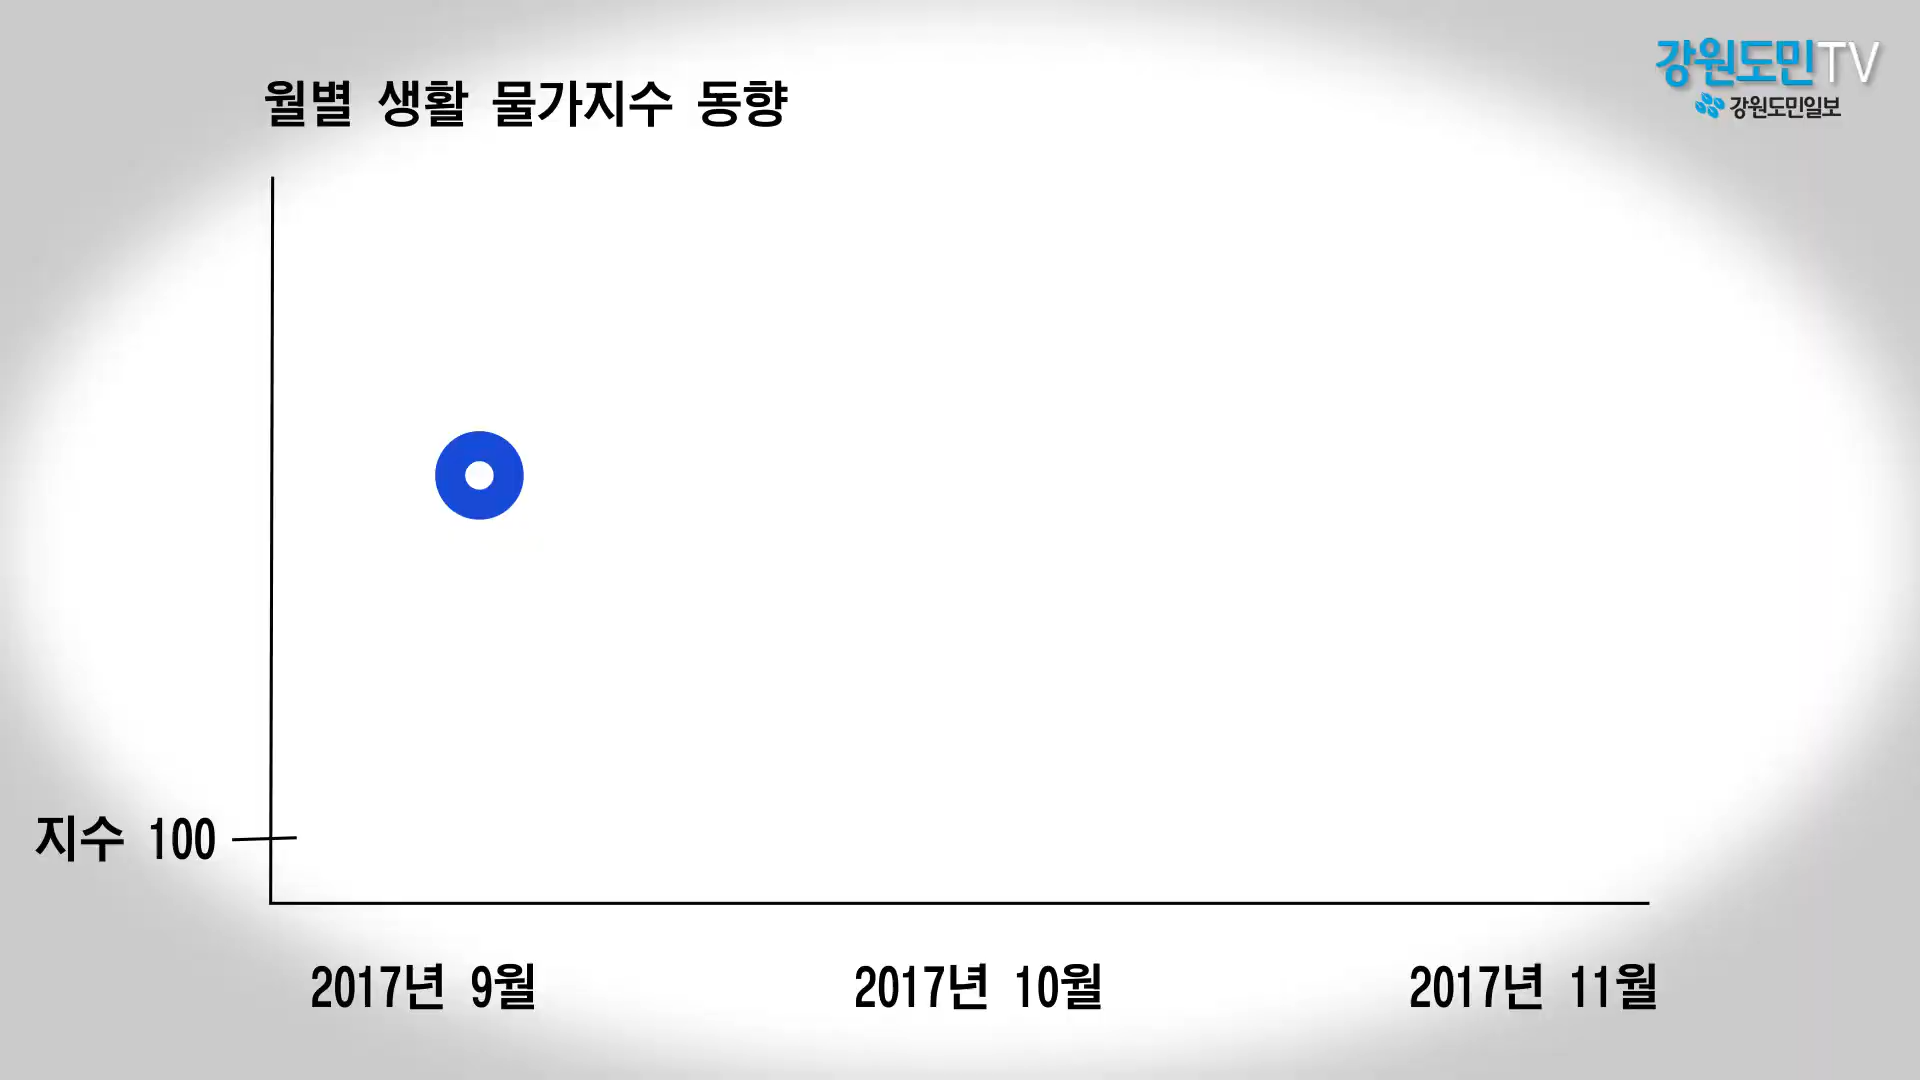 강원도민TV
강원도민일보
월별 생활 물가지수 동향
지수 100
2017년 9월
2017년 10월
2017년 11월